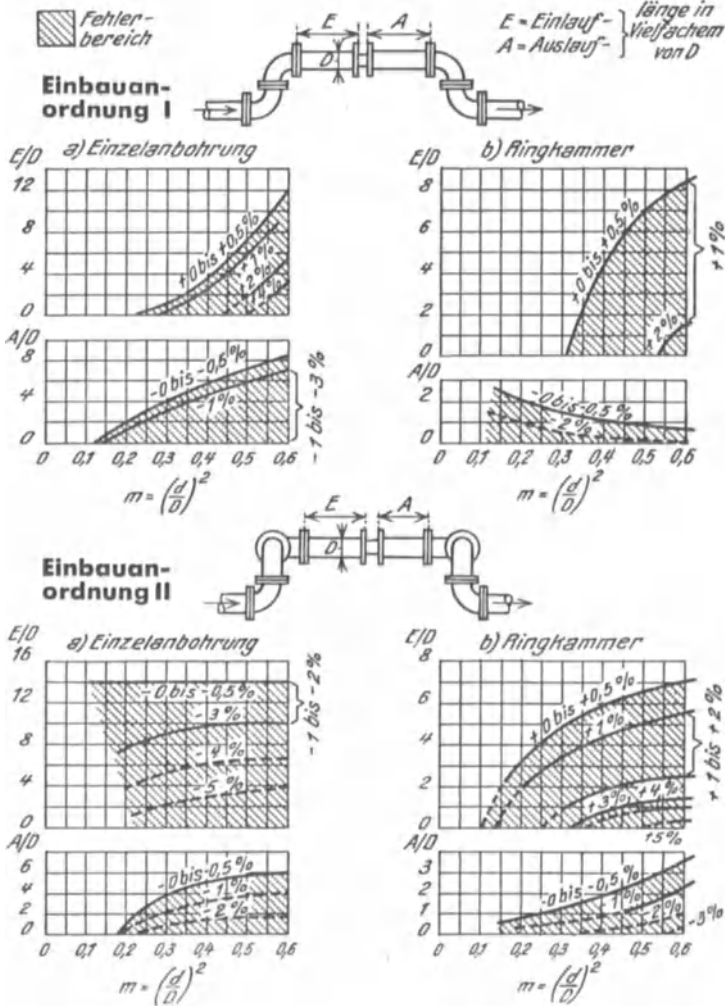 Fehler-
bereich
E
A
D
E = Einlauf-
A = Auslauf-
länge in
Vielfachem
von D
Einbauan-
ordnung I
a) Einzelanbohrung
E/D
12
8
4
0
+0 bis +0,5%
+1%
+2%
+4%
A/D
8
4
0
-0 bis -0,5%
-1%
-1 bis -3%
0 0,1 0,2 0,3 0,4 0,5 0,6
m = (d/D)²
b) Ringkammer
E/D
8
6
4
2
0
+0 bis +0,5%
+2%
+1%
A/D
2
0
-0 bis -0,5%
-2%
0 0,1 0,2 0,3 0,4 0,5 0,6
m = (d/D)²
E
A
D
Einbauan-
ordnung II
a) Einzelanbohrung
E/D
16
12
8
4
0
-0 bis -0,5%
-3%
-4%
-5%
-1 bis -2%
A/D
6
4
2
0
-0 bis -0,5%
-1%
-2%
0 0,1 0,2 0,3 0,4 0,5 0,6
m = (d/D)²
b) Ringkammer
E/D
8
6
4
2
0
+0 bis +0,5%
+1%
+3%
+4%
+5%
+1 bis +2%
A/D
3
2
1
0
-0 bis -0,5%
1%
2%
-3%
0 0,1 0,2 0,3 0,4 0,5 0,6
m = (d/D)²